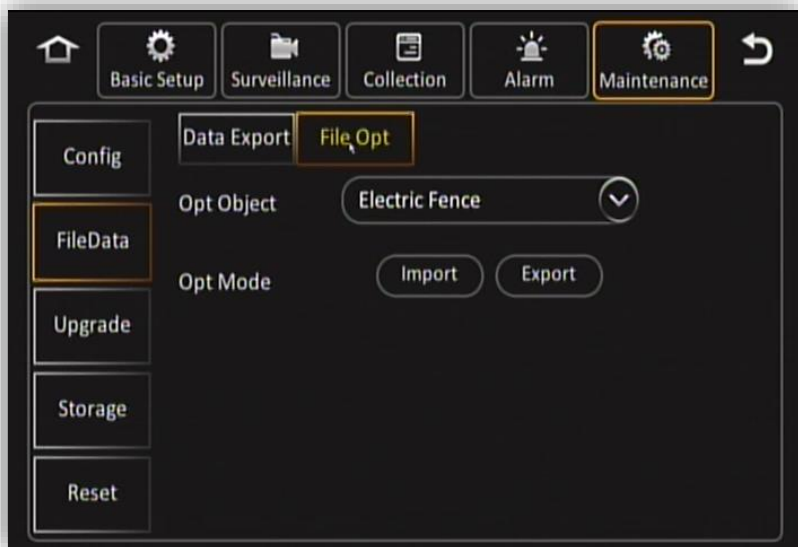 Basic Setup
Surveillance
Collection
Alarm
Maintenance
Config
FileData
Upgrade
Storage
Reset
Data Export
File Opt
Opt Object
Electric Fence
Opt Mode
Import
Export